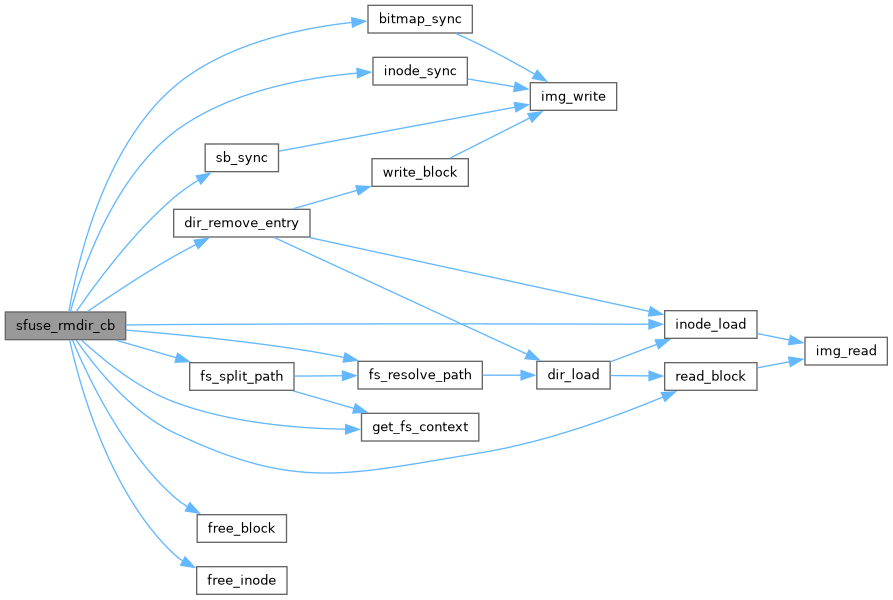 bitmap_sync
inode_sync
img_write
sb_sync
write_block
dir_remove_entry
sfuse_rmdir_cb
inode_load
img_read
fs_split_path
fs_resolve_path
dir_load
read_block
get_fs_context
free_block
free_inode